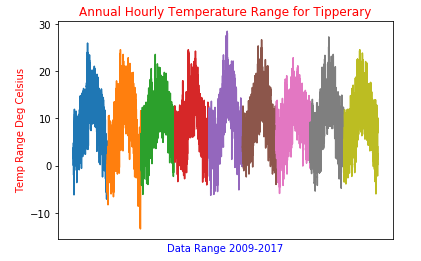 Annual Hourly Temperature Range for Tipperary
30
20
10
0
−10
Temp Range Deg Celsius
Data Range 2009-2017